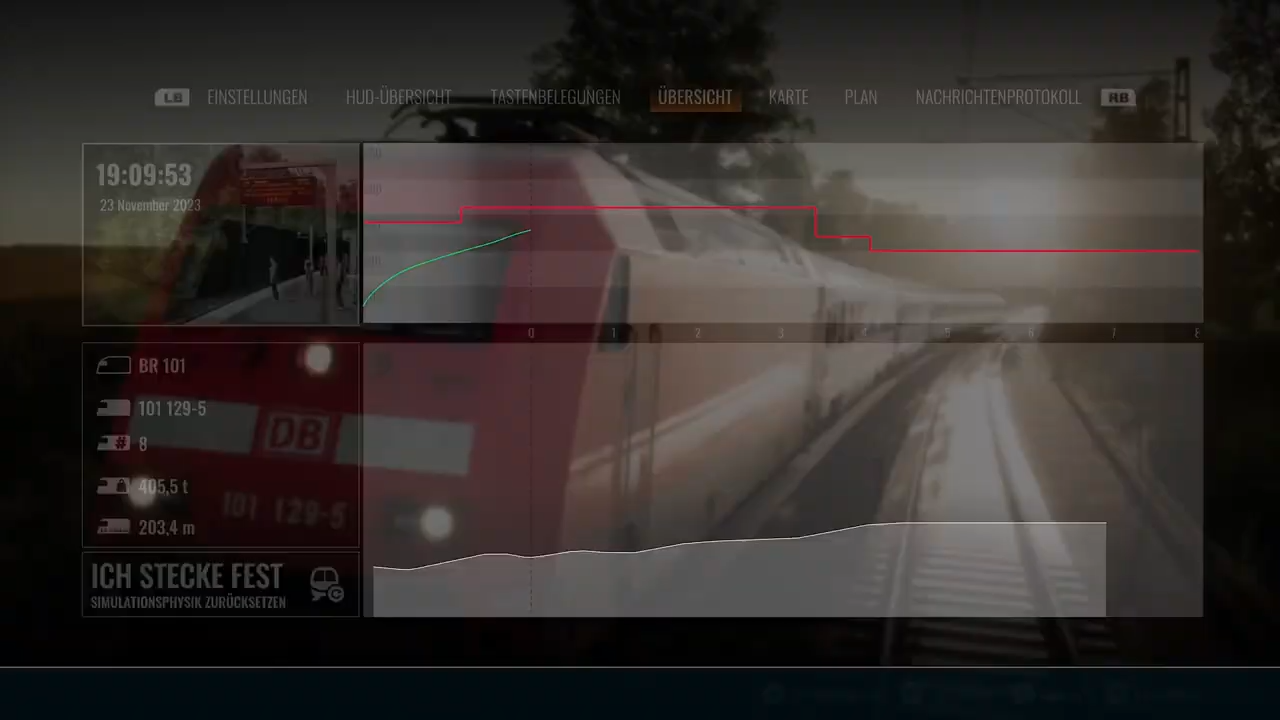 LB EINSTELLUNGEN HUD-ÜBERSICHT TASTENBELEGUNGEN ÜBERSICHT KARTE PLAN NACHRICHTENPROTOKOLL RB
19:09:53
23 November 2023
0 1 2 3 4 5 6 7 8
BR 101
101 129-5
# 8
405,5 t
203,4 m
DB
101 129-5
ICH STECKE FEST
SIMULATIONSPHYSIK ZURÜCKSETZEN